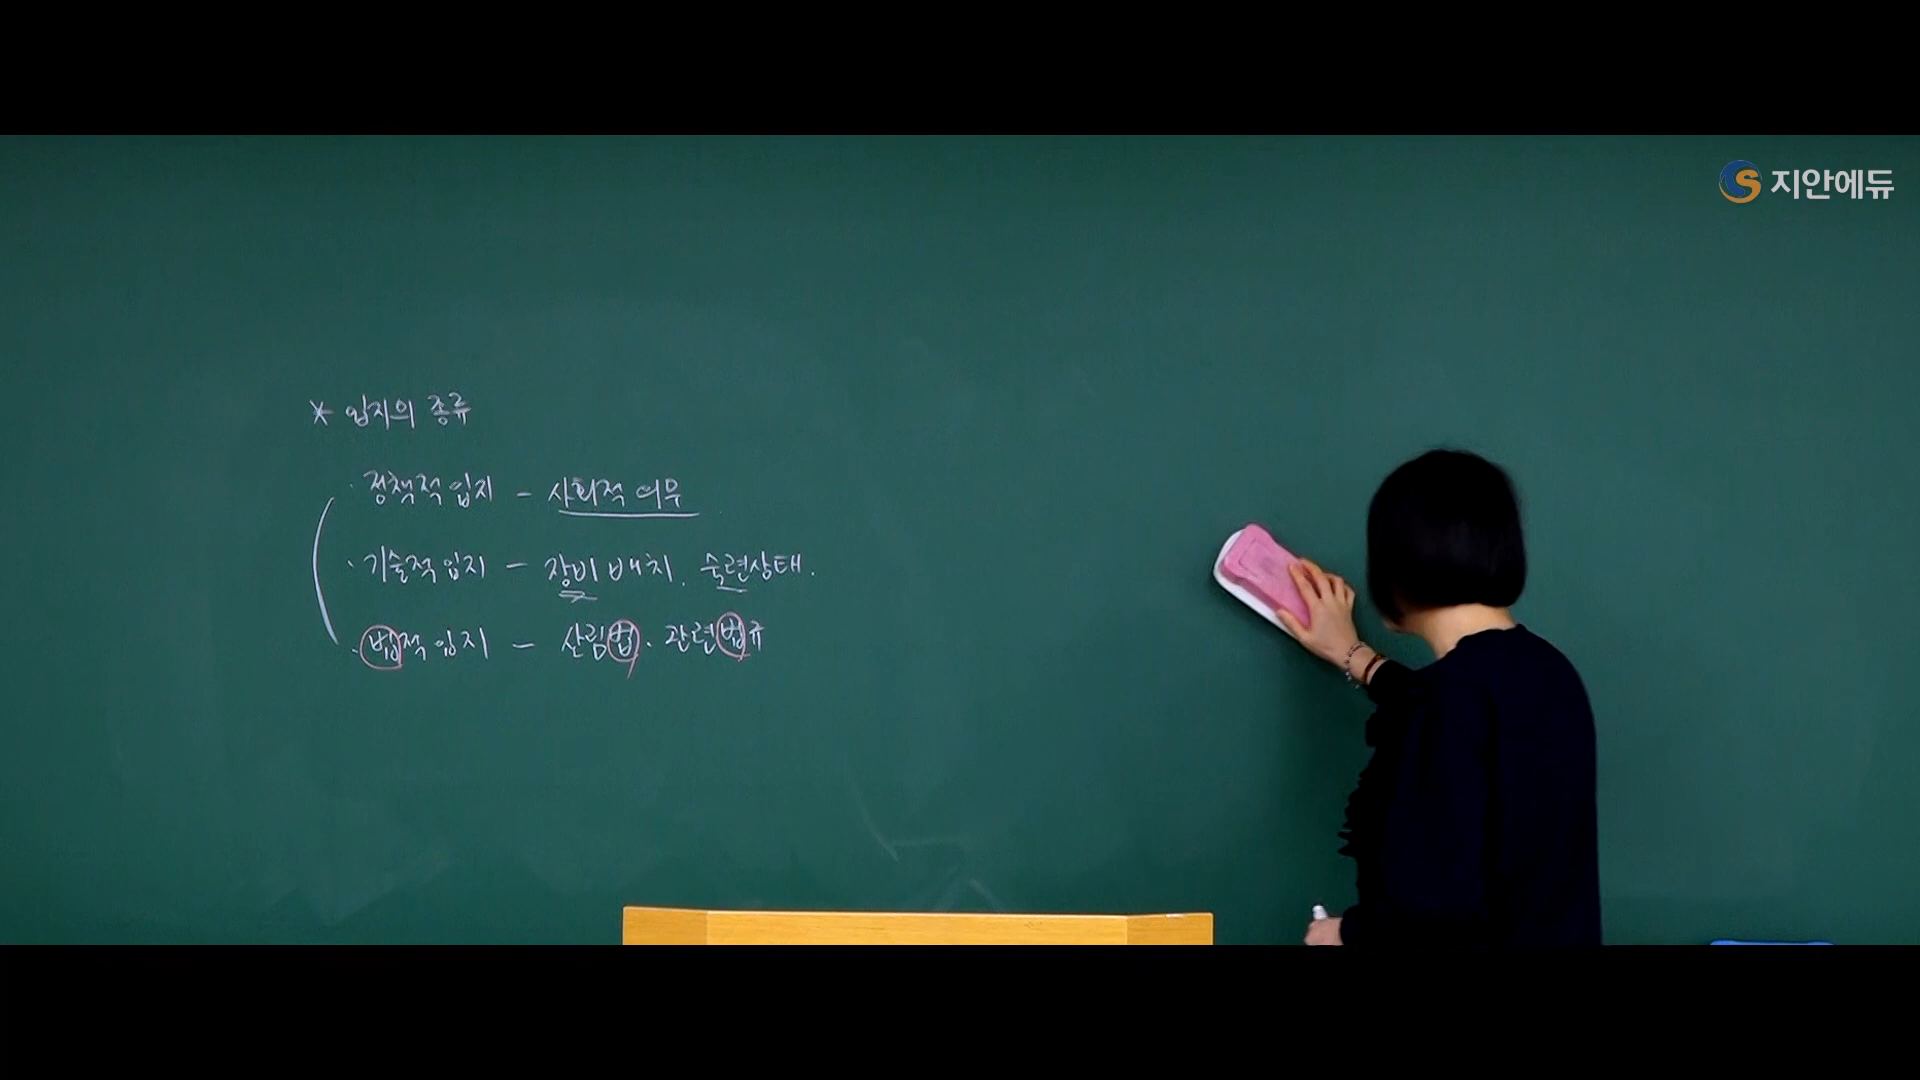 지안에듀
* 입지의 종류
· 정책적 입지 - 사회적 의무
· 기술적 입지 - 장비 배치, 숙련상태.
· 법적 입지 - 산림법. 관련법규